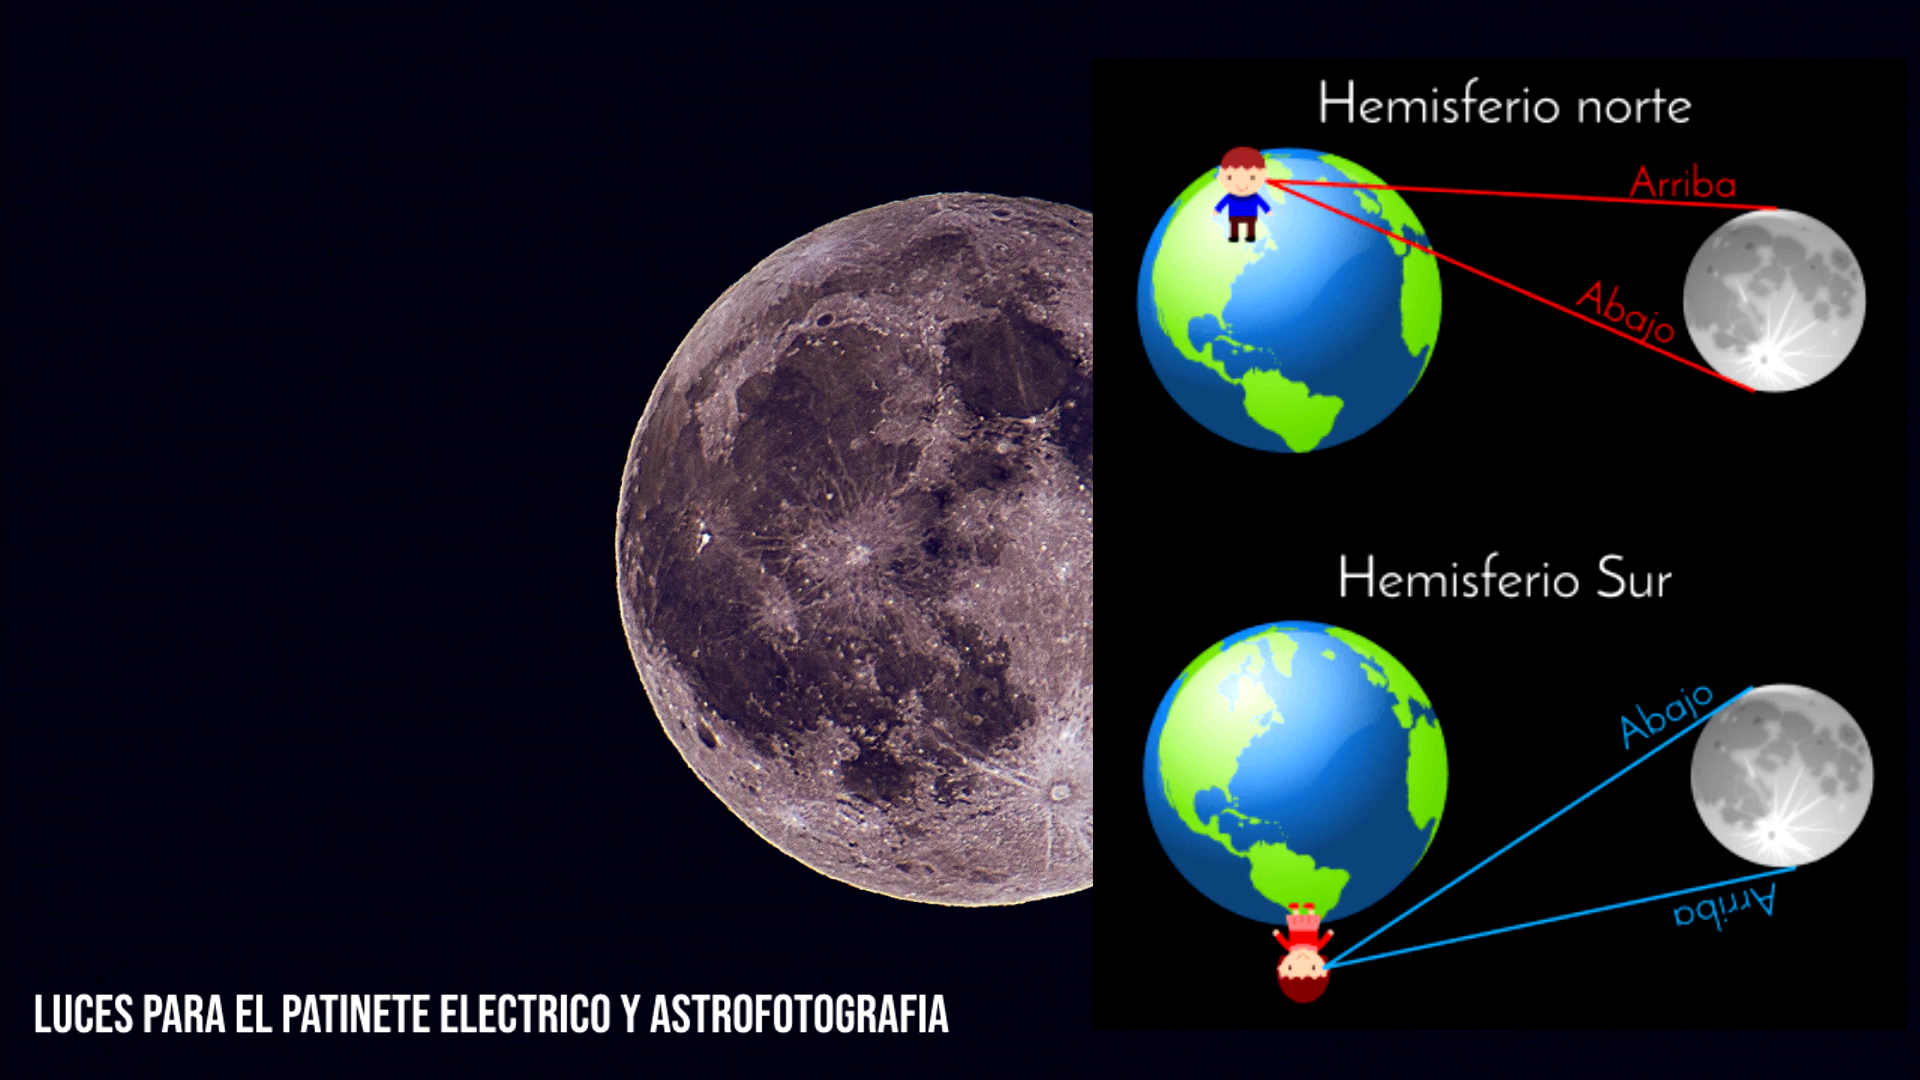 Hemisferio norte
Arriba
Abajo
Hemisferio Sur
Abajo
Arriba
LUCES PARA EL PATINETE ELECTRICO Y ASTROFOTOGRAFIA